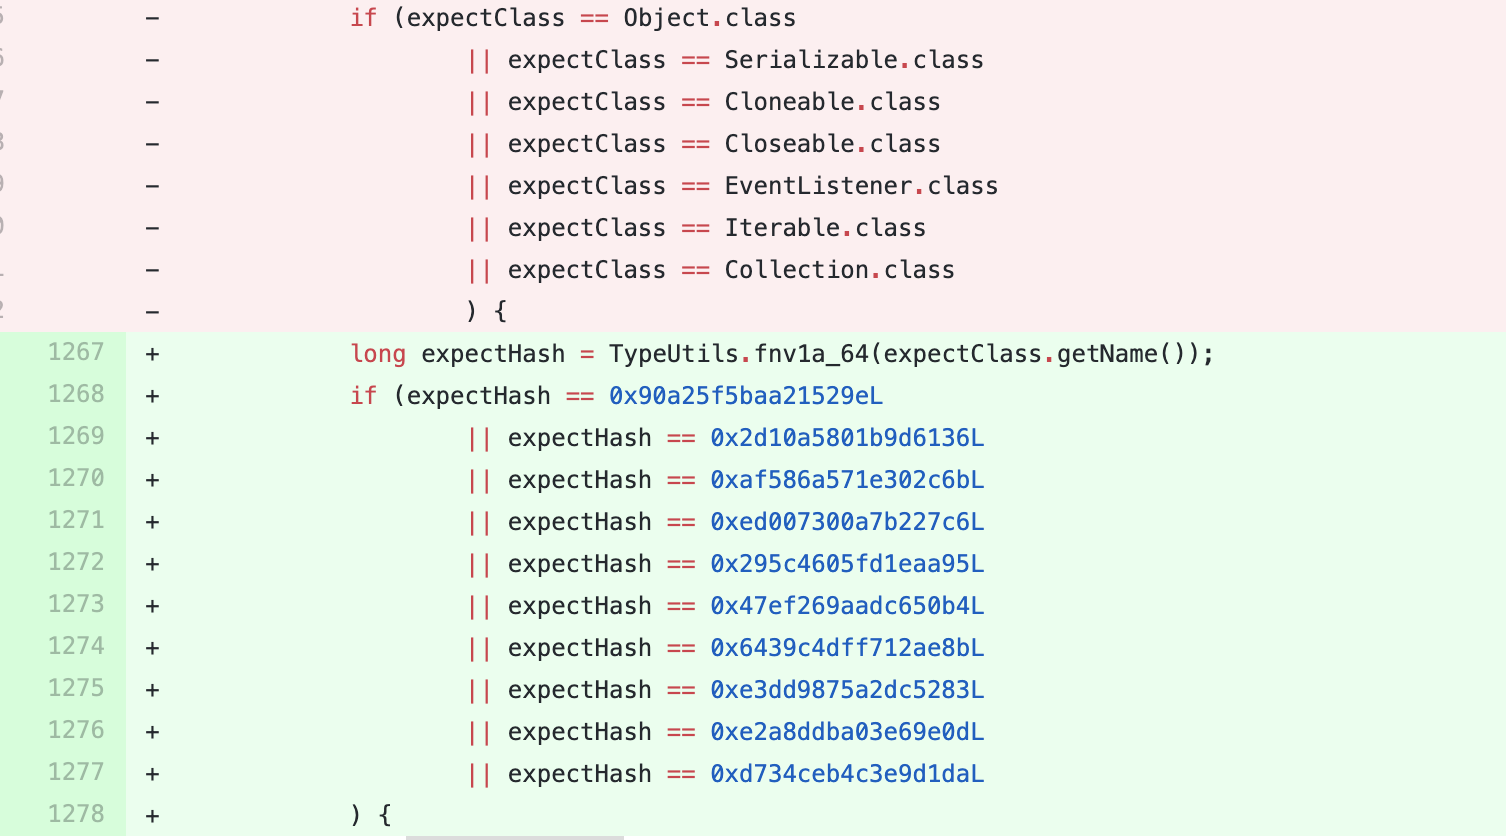 - if (expectClass == Object.class
- || expectClass == Serializable.class
- || expectClass == Cloneable.class
- || expectClass == Closeable.class
- || expectClass == EventListener.class
- || expectClass == Iterable.class
- || expectClass == Collection.class
- ) {
1267 + long expectHash = TypeUtils.fnv1a_64(expectClass.getName());
1268 + if (expectHash == 0x90a25f5baa21529eL
1269 + || expectHash == 0x2d10a5801b9d6136L
1270 + || expectHash == 0xaf586a571e302c6bL
1271 + || expectHash == 0xed007300a7b227c6L
1272 + || expectHash == 0x295c4605fd1eaa95L
1273 + || expectHash == 0x47ef269aadc650b4L
1274 + || expectHash == 0x6439c4dff712ae8bL
1275 + || expectHash == 0xe3dd9875a2dc5283L
1276 + || expectHash == 0xe2a8ddba03e69e0dL
1277 + || expectHash == 0xd734ceb4c3e9d1daL
1278 + ) {